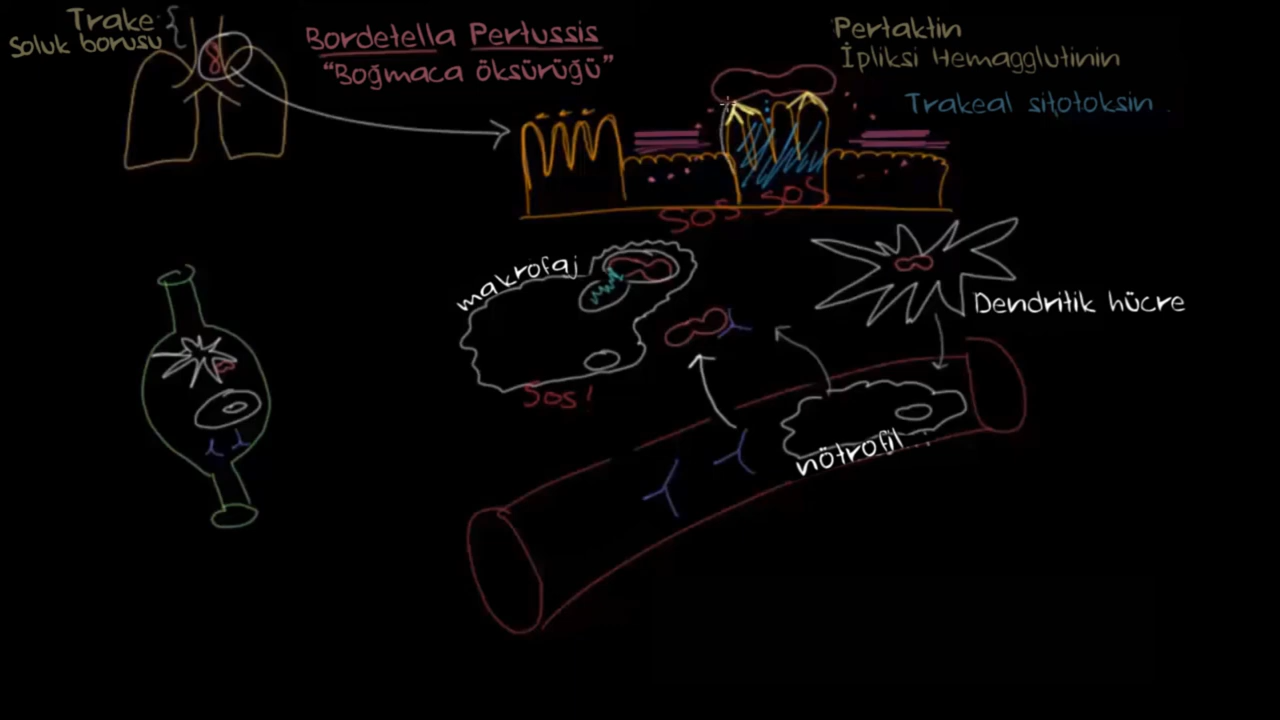 Trake
Soluk borusu
Bordetella Pertussis
"Boğmaca öksürüğü"
Pertaktin
İpliksi Hemagglutinin
Trakeal sitotoksin
SOS SOS
makrofaj
Dendritik hücre
Sos!
nötrofil